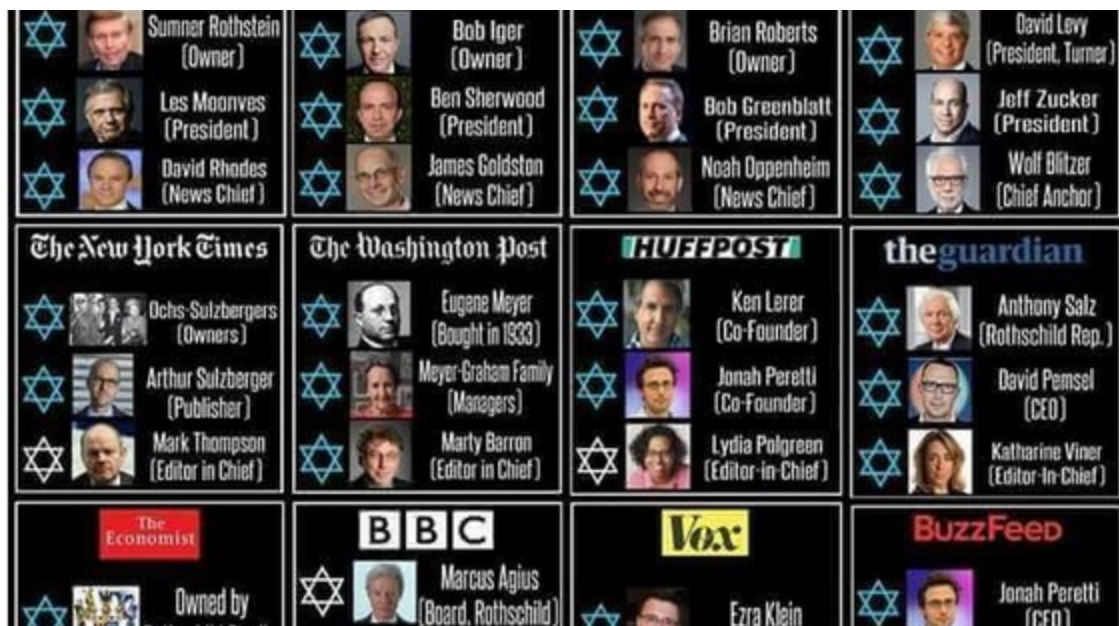 Sumner Rothstein
(Owner)
Les Moonves
(President)
David Rhodes
(News Chief)
Bob Iger
(Owner)
Ben Sherwood
(President)
James Goldston
(News Chief)
Brian Roberts
(Owner)
Bob Greenblatt
(President)
Noah Oppenheim
(News Chief)
David Levy
(President, Turner)
Jeff Zucker
(President)
Wolf Blitzer
(Chief Anchor)
The New York Times
Ochs-Sulzbergers
(Owners)
Arthur Sulzberger
(Publisher)
Mark Thompson
(Editor in Chief)
The Washington Post
Eugene Meyer
(Bought in 1933)
Meyer-Graham Family
(Managers)
Marty Barron
(Editor in Chief)
HUFFPOST
Ken Lerer
(Co-Founder)
Jonah Peretti
(Co-Founder)
Lydia Polgreen
(Editor-in-Chief)
theguardian
Anthony Salz
(Rothschild Rep.)
David Pemsel
(CEO)
Katharine Viner
(Editor-In-Chief)
The
Economist
Owned by
BBC
Marcus Agius
(Board, Rothschild)
Vox
Ezra Klein
BuzzFeed
Jonah Peretti
(CEO)